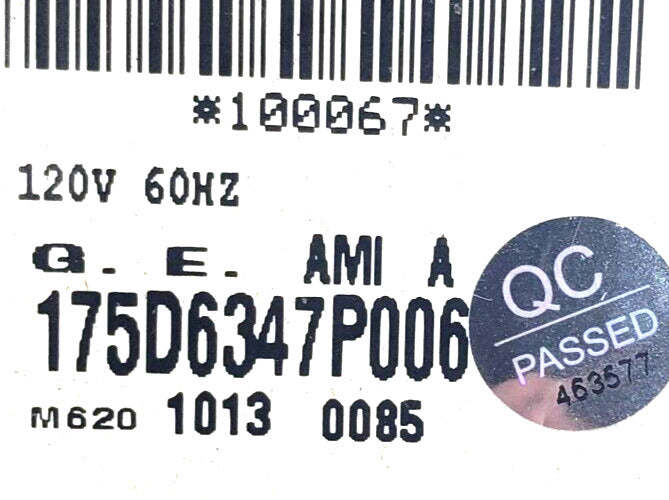 *100067*
120V 60HZ
G. E. AMI A
175D6347P006
M620 1013 0085
QC
PASSED
463577